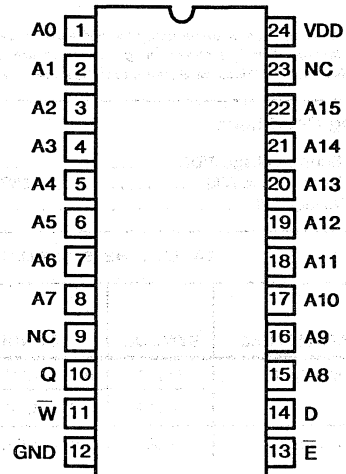 A0 1 24 VDD
A1 2 23 NC
A2 3 22 A15
A3 4 21 A14
A4 5 20 A13
A5 6 19 A12
A6 7 18 A11
A7 8 17 A10
NC 9 16 A9
Q 10 15 A8
W̅ 11 14 D
GND 12 13 E̅